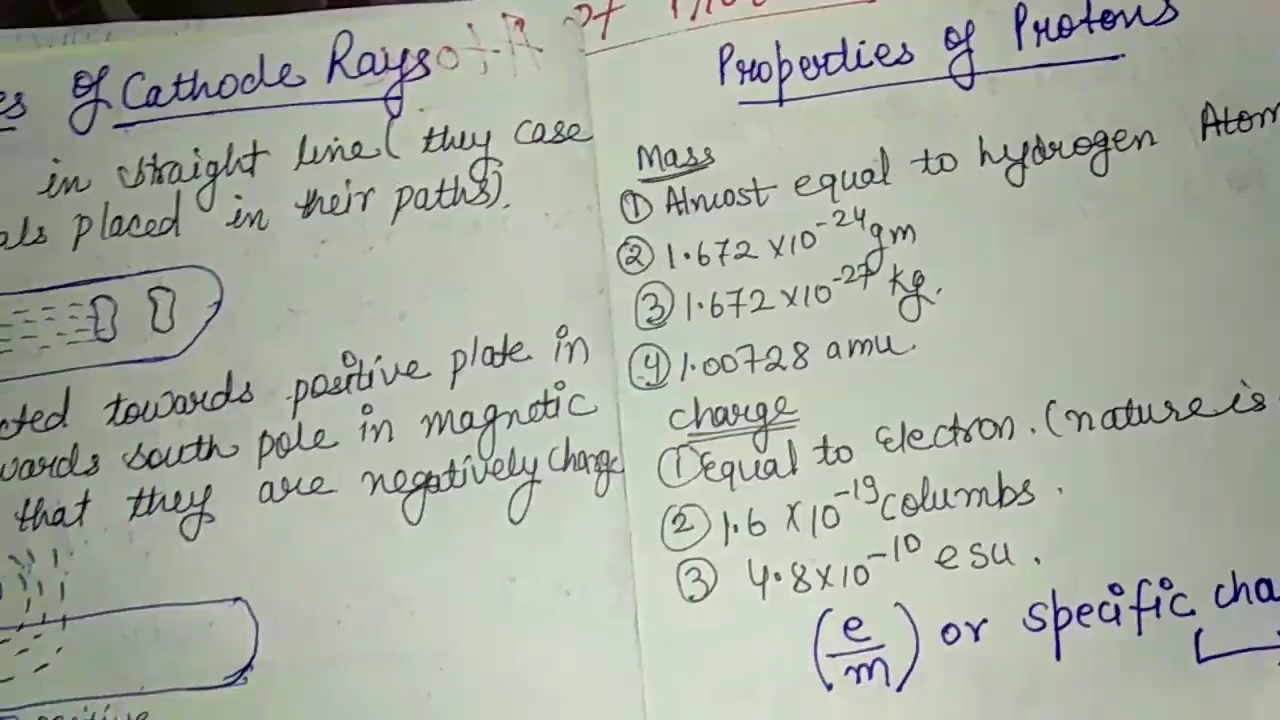 Of Cathode Rays
in straight line (they case
als placed in their paths).
cted towards positive plate in
wards south pole in magnetic
that they are negatively charge
Properties of Protons
Mass
① Almost equal to hydrogen Atom
② 1.672 × 10⁻²⁴ gm
③ 1.672 × 10⁻²⁷ kg.
④ 1.00728 amu
charge
① equal to Electron. (nature is
② 1.6 × 10⁻¹⁹ columbs.
③ 4.8×10⁻¹⁰ esu.
(e/m) or specific cha